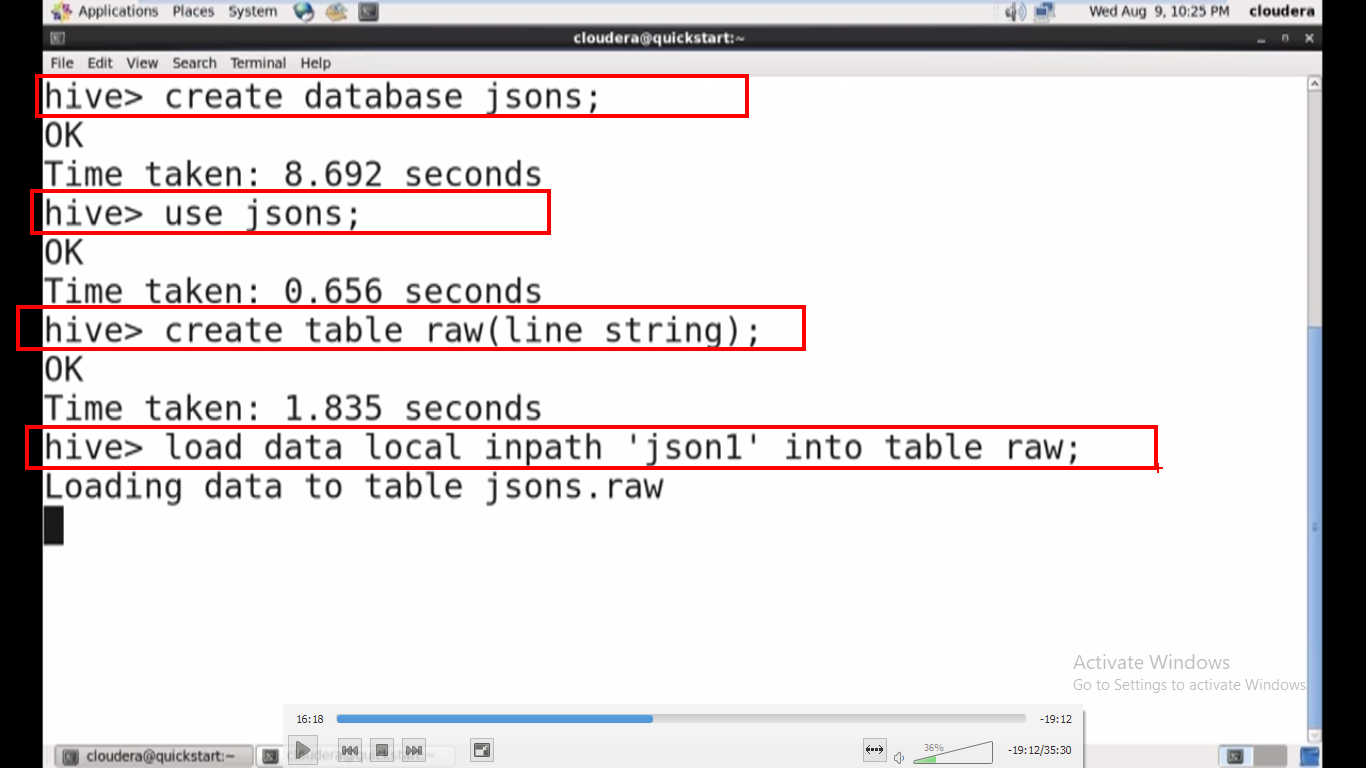 Applications Places System Wed Aug 9, 10:25 PM cloudera
cloudera@quickstart:~
File Edit View Search Terminal Help
hive> create database jsons;
OK
Time taken: 8.692 seconds
hive> use jsons;
OK
Time taken: 0.656 seconds
hive> create table raw(line string);
OK
Time taken: 1.835 seconds
hive> load data local inpath 'json1' into table raw;
Loading data to table jsons.raw
Activate Windows
Go to Settings to activate Windows.
16:18 -19:12
36% -19:12/35:30
cloudera@quickstart:~ cloudera@quickstart:~